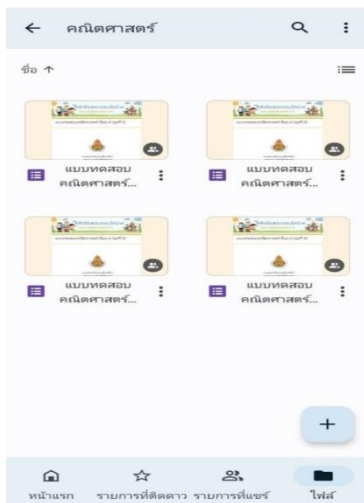 คณิตศาสตร์
ชื่อ ↑
แบบทดสอบ
คณิตศาสตร์...
แบบทดสอบ
คณิตศาสตร์...
แบบทดสอบ
คณิตศาสตร์...
แบบทดสอบ
คณิตศาสตร์...
หน้าแรก รายการที่ติดดาว รายการที่แชร์ ไฟล์